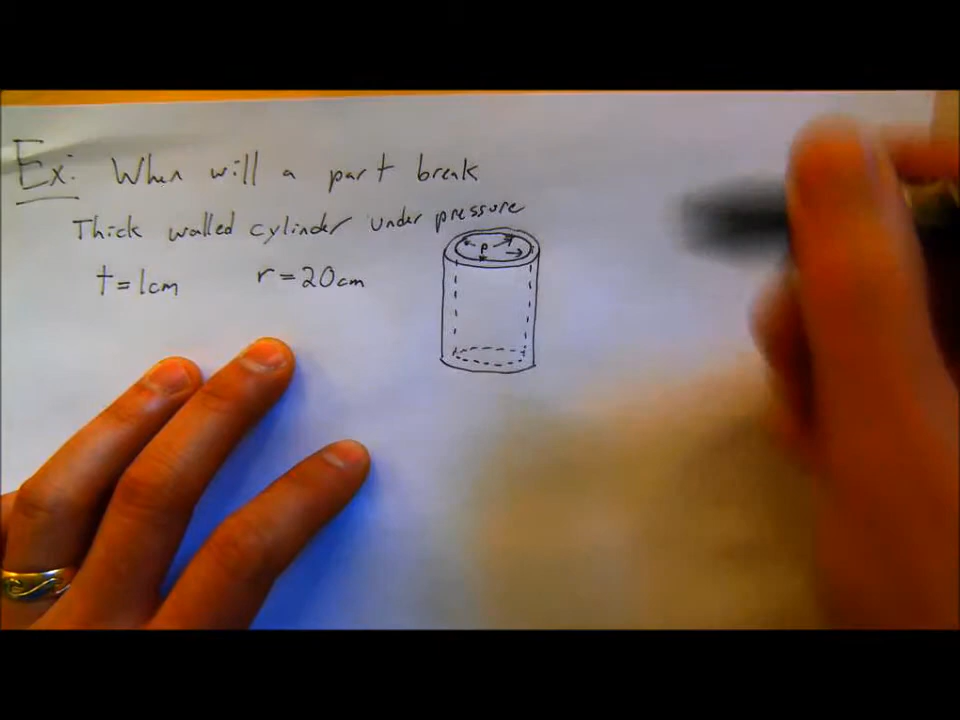 Ex: When will a part break
Thick walled cylinder under pressure
t=1cm r=20cm
P